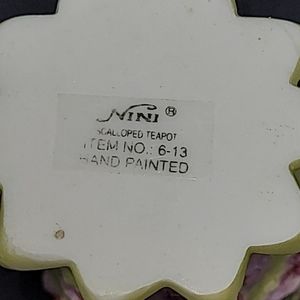 NINI ®
SCALLOPED TEAPOT
ITEM NO.: 6-13
HAND PAINTED